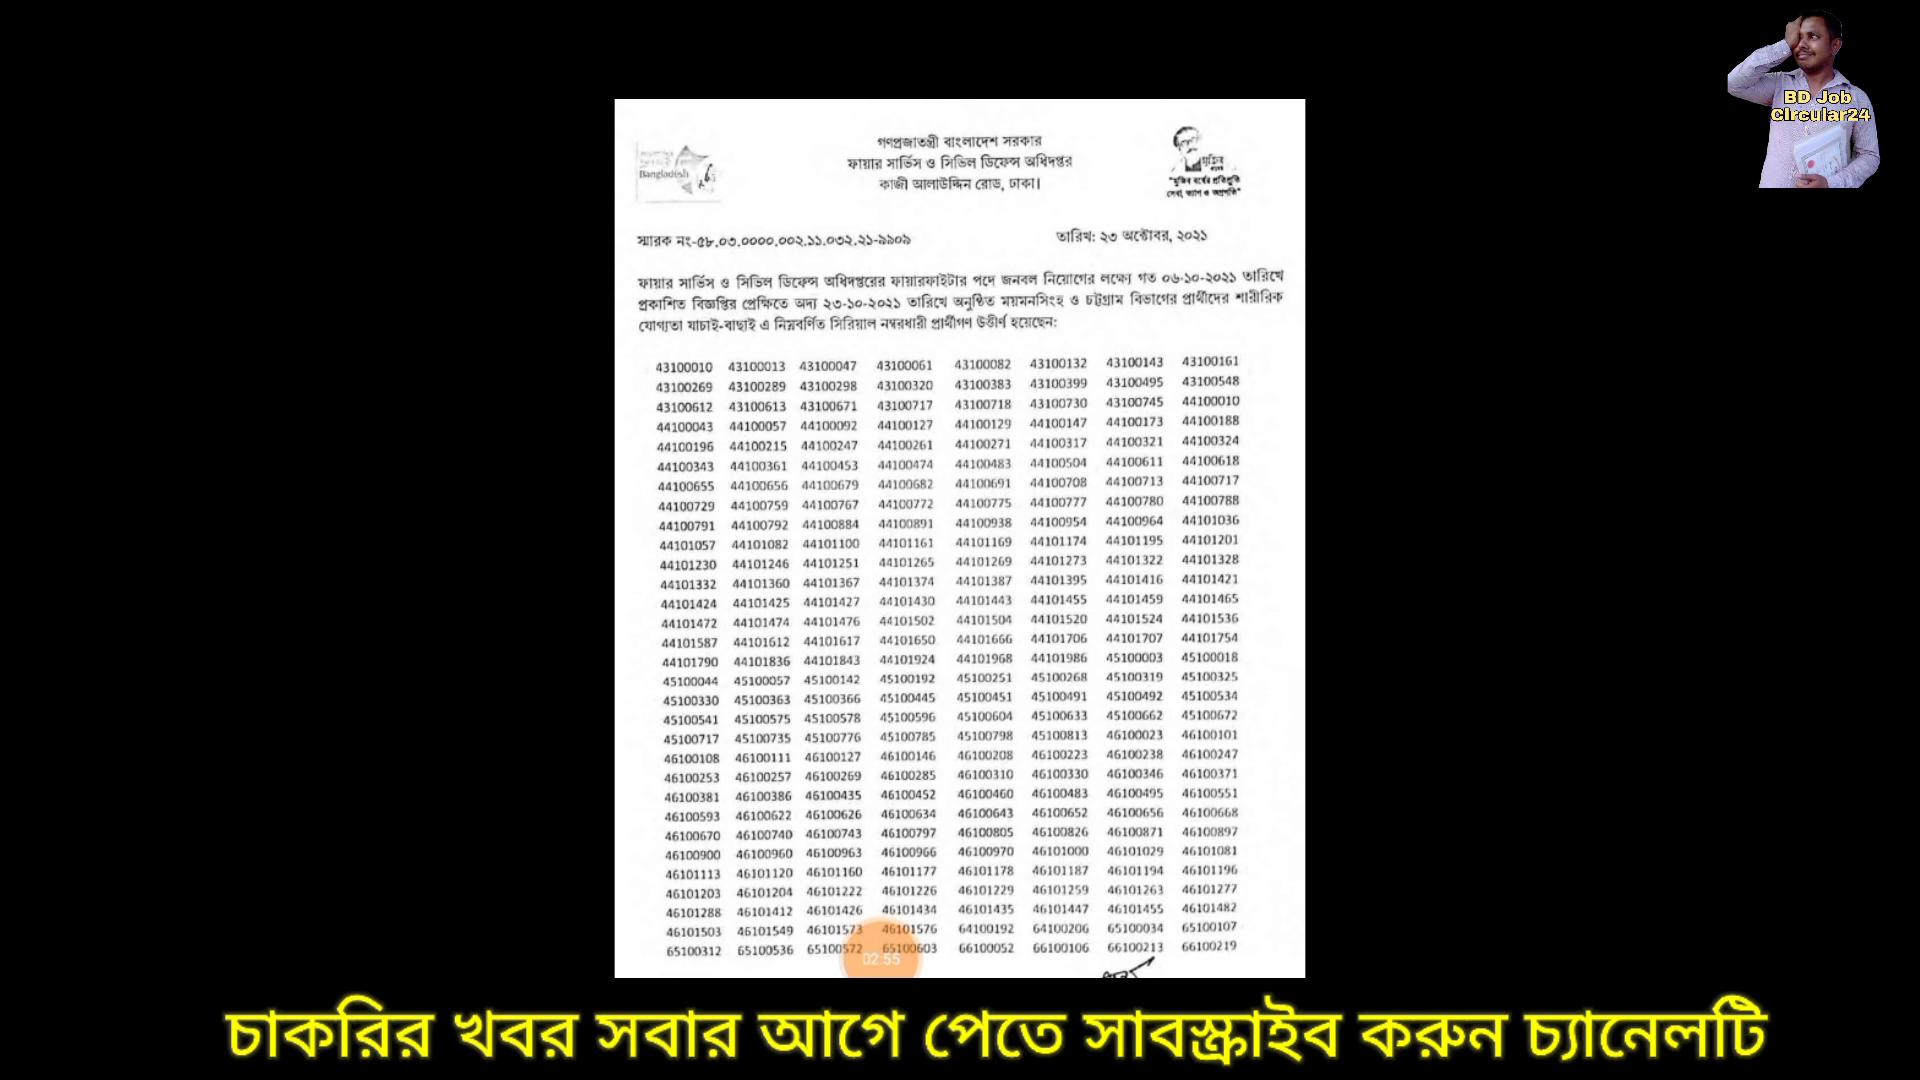 BD Job
Circular24
গণপ্রজাতন্ত্রী বাংলাদেশ সরকার
ফায়ার সার্ভিস ও সিভিল ডিফেন্স অধিদপ্তর
কাজী আলাউদ্দিন রোড, ঢাকা।
Bangladesh
মুজিব
"মুজিব বর্ষের প্রতিশ্রুতি
সেবা, ত্যাগ ও অগ্রগতি"
স্মারক নং-৫৮.০৩.০০০০.০০২.১১.০৩২.২১-৯৯০৯
তারিখ: ২৩ অক্টোবর, ২০২১
ফায়ার সার্ভিস ও সিভিল ডিফেন্স অধিদপ্তরের ফায়ারফাইটার পদে জনবল নিয়োগের লক্ষ্যে গত ০৬-১০-২০২১ তারিখে
প্রকাশিত বিজ্ঞপ্তির প্রেক্ষিতে অদ্য ২৩-১০-২০২১ তারিখে অনুষ্ঠিত ময়মনসিংহ ও চট্টগ্রাম বিভাগের প্রার্থীদের শারীরিক
যোগ্যতা যাচাই-বাছাই এ নিম্নবর্ণিত সিরিয়াল নম্বরধারী প্রার্থীগণ উত্তীর্ণ হয়েছেন:
43100010 43100013 43100047 43100061 43100082 43100132 43100143 43100161
43100269 43100289 43100298 43100320 43100383 43100399 43100495 43100548
43100612 43100613 43100671 43100717 43100718 43100730 43100745 44100010
44100043 44100057 44100092 44100127 44100129 44100147 44100173 44100188
44100196 44100215 44100247 44100261 44100271 44100317 44100321 44100324
44100343 44100361 44100453 44100474 44100483 44100504 44100611 44100618
44100655 44100656 44100679 44100682 44100691 44100708 44100713 44100717
44100729 44100759 44100767 44100772 44100775 44100777 44100780 44100788
44100791 44100792 44100884 44100891 44100938 44100954 44100964 44101036
44101057 44101082 44101100 44101161 44101169 44101174 44101195 44101201
44101230 44101246 44101251 44101265 44101269 44101273 44101322 44101328
44101332 44101360 44101367 44101374 44101387 44101395 44101416 44101421
44101424 44101425 44101427 44101430 44101443 44101455 44101459 44101465
44101472 44101474 44101476 44101502 44101504 44101520 44101524 44101536
44101587 44101612 44101617 44101650 44101666 44101706 44101707 44101754
44101790 44101836 44101843 44101924 44101968 44101986 45100003 45100018
45100044 45100057 45100142 45100192 45100251 45100268 45100319 45100325
45100330 45100363 45100366 45100445 45100451 45100491 45100492 45100534
45100541 45100575 45100578 45100596 45100604 45100633 45100662 45100672
45100717 45100735 45100776 45100785 45100798 45100813 46100023 46100101
46100108 46100111 46100127 46100146 46100208 46100223 46100238 46100247
46100253 46100257 46100269 46100285 46100310 46100330 46100346 46100371
46100381 46100386 46100435 46100452 46100460 46100483 46100495 46100551
46100593 46100622 46100626 46100634 46100643 46100652 46100656 46100668
46100670 46100740 46100743 46100797 46100805 46100826 46100871 46100897
46100900 46100960 46100963 46100966 46100970 46101000 46101029 46101081
46101113 46101120 46101160 46101177 46101178 46101187 46101194 46101196
46101203 46101204 46101222 46101226 46101229 46101259 46101263 46101277
46101288 46101412 46101426 46101434 46101435 46101447 46101455 46101482
46101503 46101549 46101573 46101576 64100192 64100206 65100034 65100107
65100312 65100536 65100572 65100603 66100052 66100106 66100213 66100219
02:55
চাকরির খবর সবার আগে পেতে সাবস্ক্রাইব করুন চ্যানেলটি